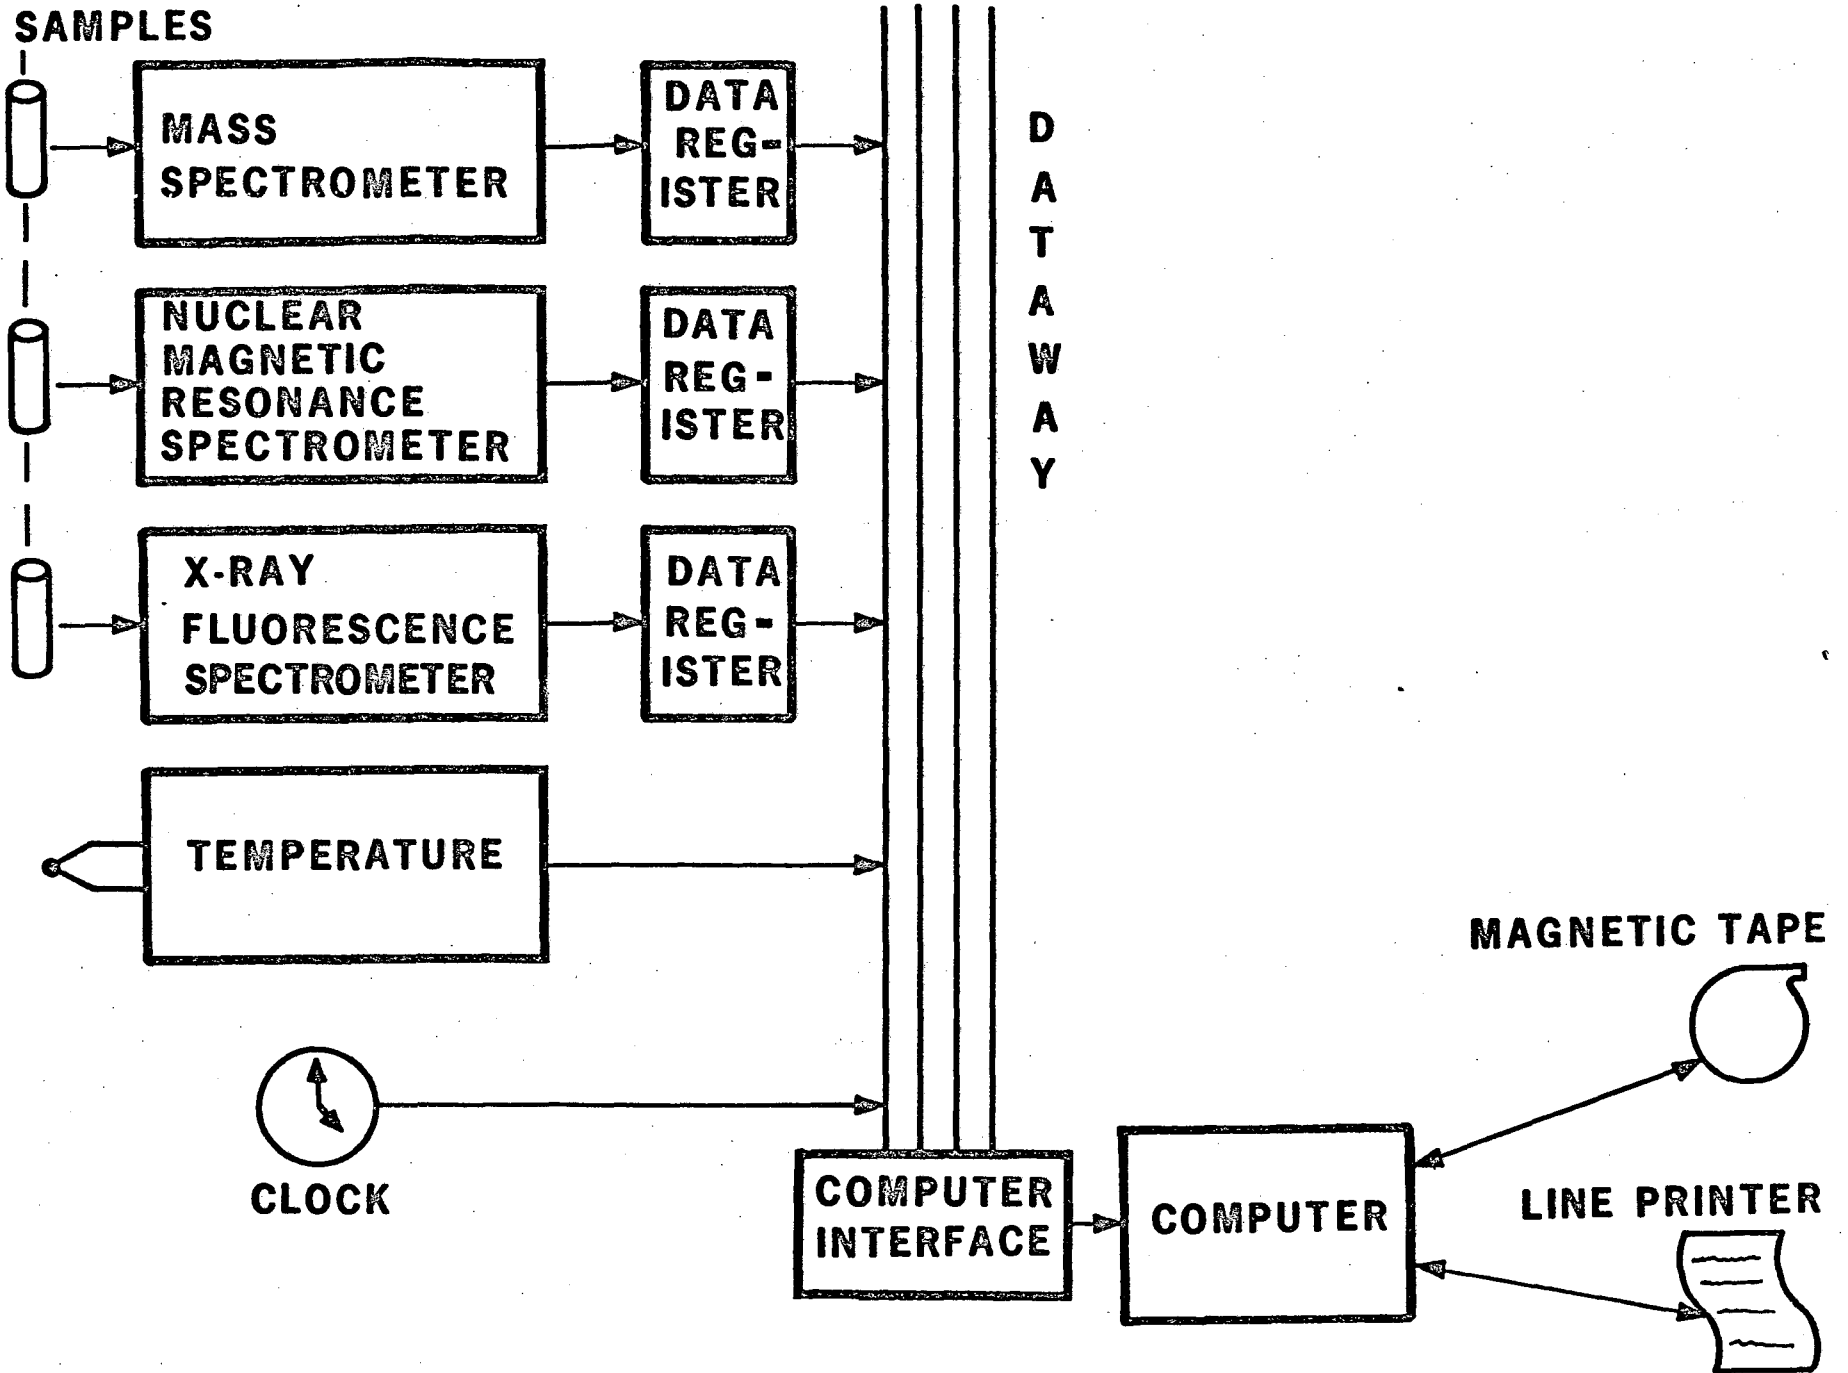 SAMPLES
MASS
SPECTROMETER
DATA
REG-
ISTER
NUCLEAR
MAGNETIC
RESONANCE
SPECTROMETER
DATA
REG-
ISTER
X-RAY
FLUORESCENCE
SPECTROMETER
DATA
REG-
ISTER
TEMPERATURE
CLOCK
DATAWAY
COMPUTER
INTERFACE
COMPUTER
MAGNETIC TAPE
LINE PRINTER